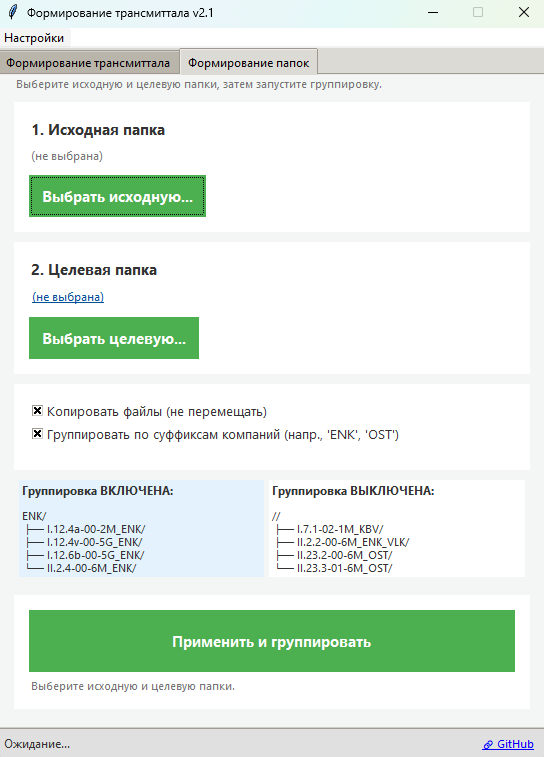 Формирование трансмиттала v2.1
Настройки
Формирование трансмиттала
Формирование папок
Выберите исходную и целевую папки, затем запустите группировку.
1. Исходная папка
(не выбрана)
Выбрать исходную...
2. Целевая папка
(не выбрана)
Выбрать целевую...
Копировать файлы (не перемещать)
Группировать по суффиксам компаний (напр., 'ENK', 'OST')
Группировка ВКЛЮЧЕНА:
ENK/
├── I.12.4a-00-2M_ENK/
├── I.12.4v-00-5G_ENK/
├── I.12.6b-00-5G_ENK/
└── II.2.4-00-6M_ENK/
Группировка ВЫКЛЮЧЕНА:
//
├── I.7.1-02-1M_KBV/
├── II.2.2-00-6M_ENK_VLK/
├── II.23.2-00-6M_OST/
└── II.23.3-01-6M_OST/
Применить и группировать
Выберите исходную и целевую папки.
Ожидание...
GitHub